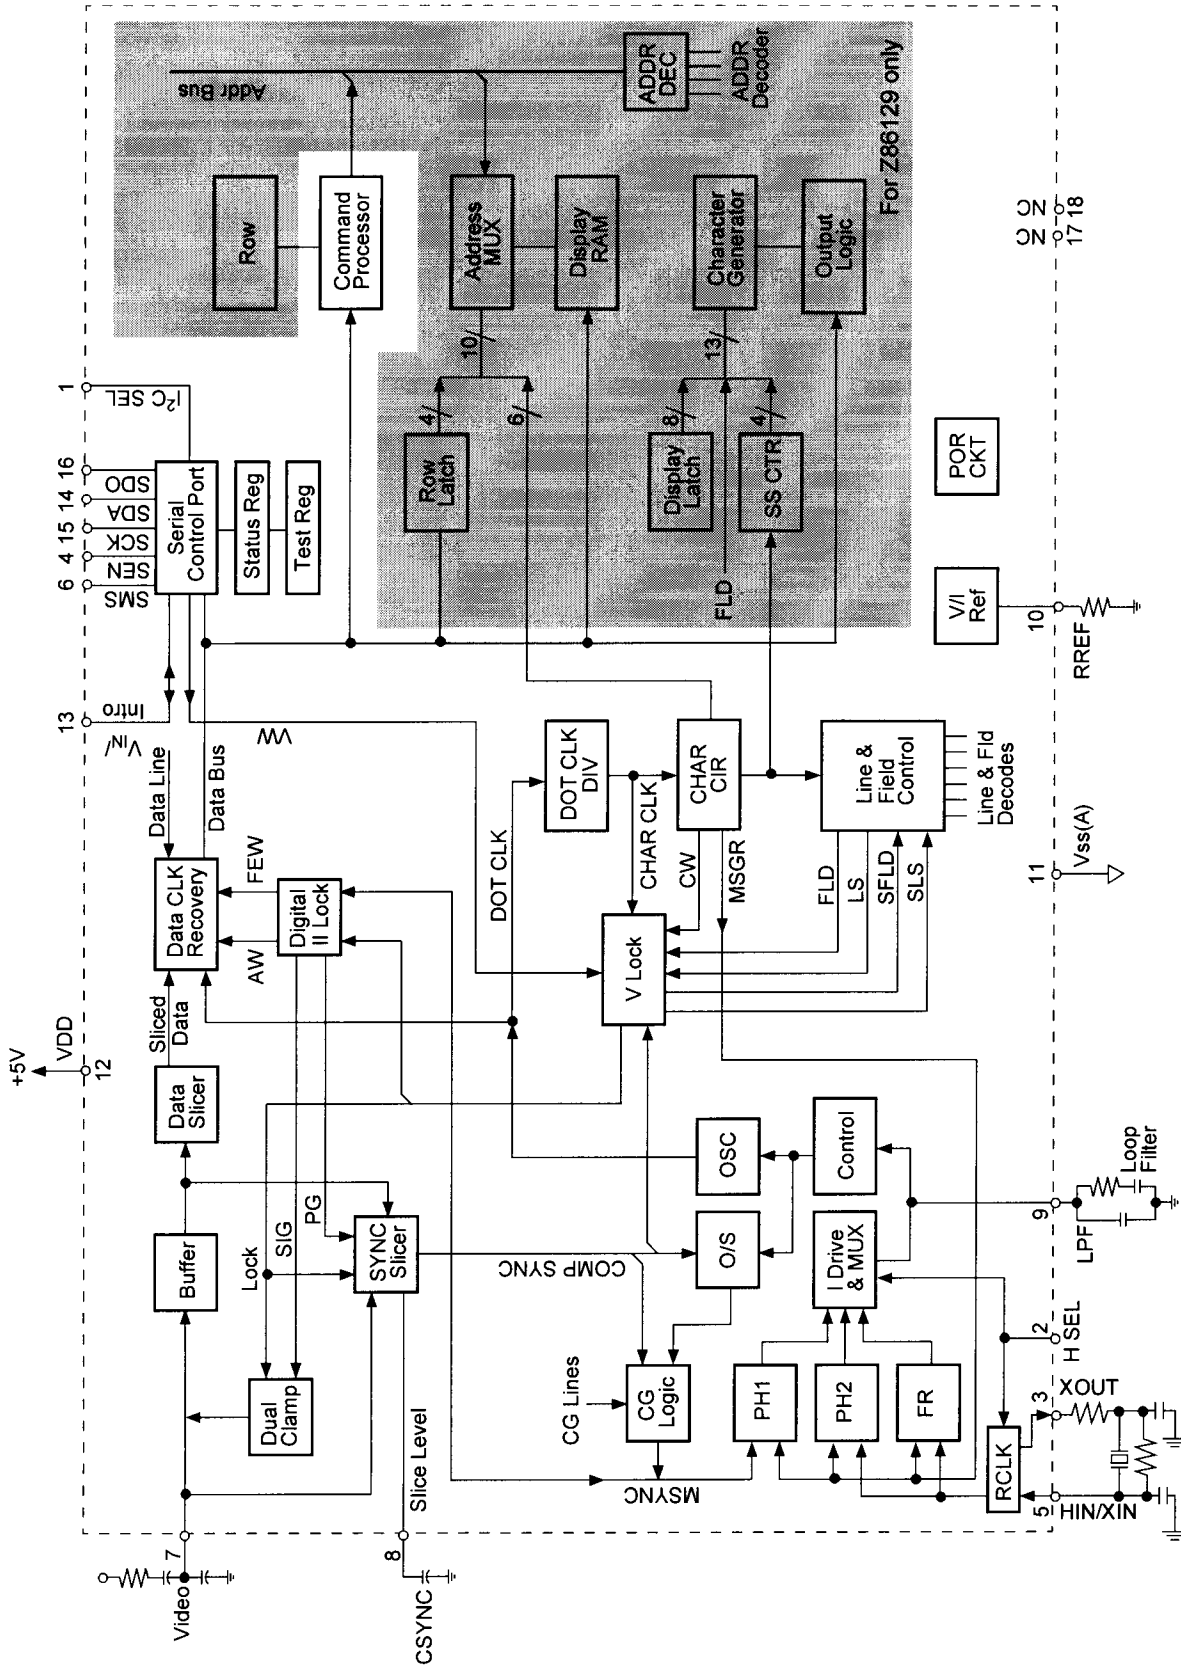 +5V
VDD
12
VIN/
Intro
13
SMS
6
SEN
4
SCK
15
SDA
14
SDO
16
I2C SEL
1
Video
7
Buffer
Data
Slicer
Sliced
Data
Data CLK
Recovery
Data Line
Data Bus
VW
Serial
Control Port
Status Reg
Test Reg
Row
Command
Processor
Addr Bus
Dual
Clamp
Lock
SIG
PG
AW
FEW
Digital
II Lock
SYNC
Slicer
Slice Level
CSYNC
8
Row
Latch
4
6
10
Address
MUX
Display
RAM
ADDR
DEC
ADDR
Decoder
COMP SYNC
DOT CLK
DOT CLK
DIV
CHAR CLK
CG Lines
CG
Logic
MSYNC
O/S
OSC
V Lock
CW
MSGR
CHAR
CIR
FLD
Display
Latch
8
SS CTR
4
13
Character
Generator
Output
Logic
For Z86129 only
PH1
PH2
FR
I Drive
& MUX
Control
FLD
LS
SFLD
SLS
Line &
Field
Control
Line & Fld
Decodes
RCLK
V/I
Ref
POR
CKT
5
HIN/XIN
3
XOUT
2
H SEL
9
LPF
Loop
Filter
11
Vss(A)
10
RREF
NC
17
NC
18